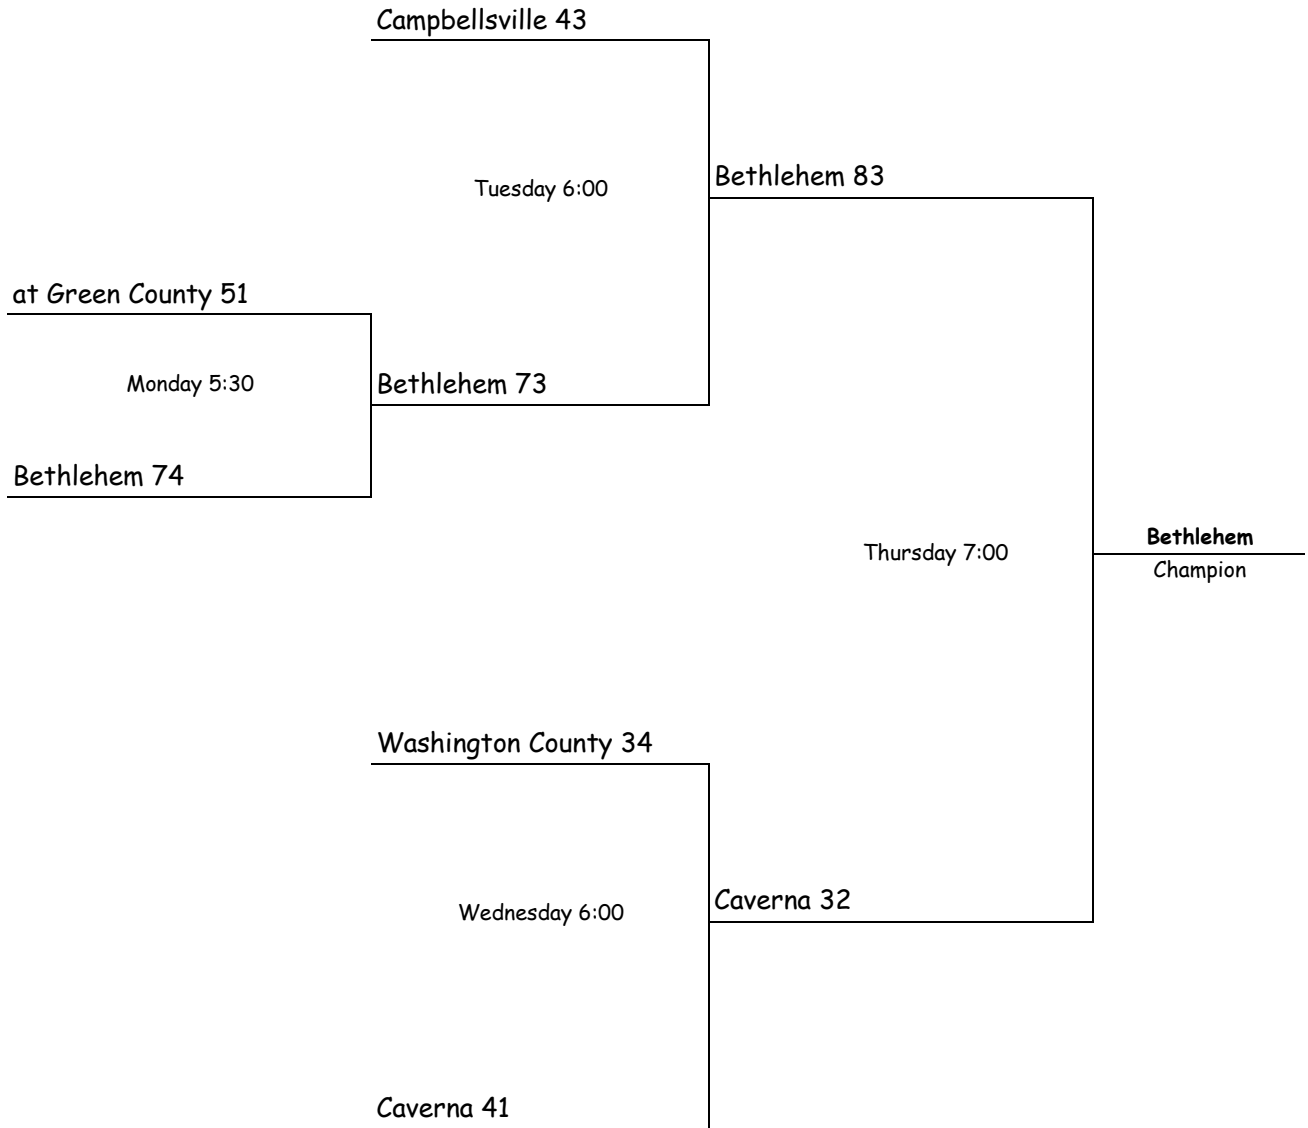 Campbellsville 43
Tuesday 6:00
Bethlehem 83
at Green County 51
Monday 5:30
Bethlehem 73
Bethlehem 74
Thursday 7:00
Bethlehem
Champion
Washington County 34
Wednesday 6:00
Caverna 32
Caverna 41